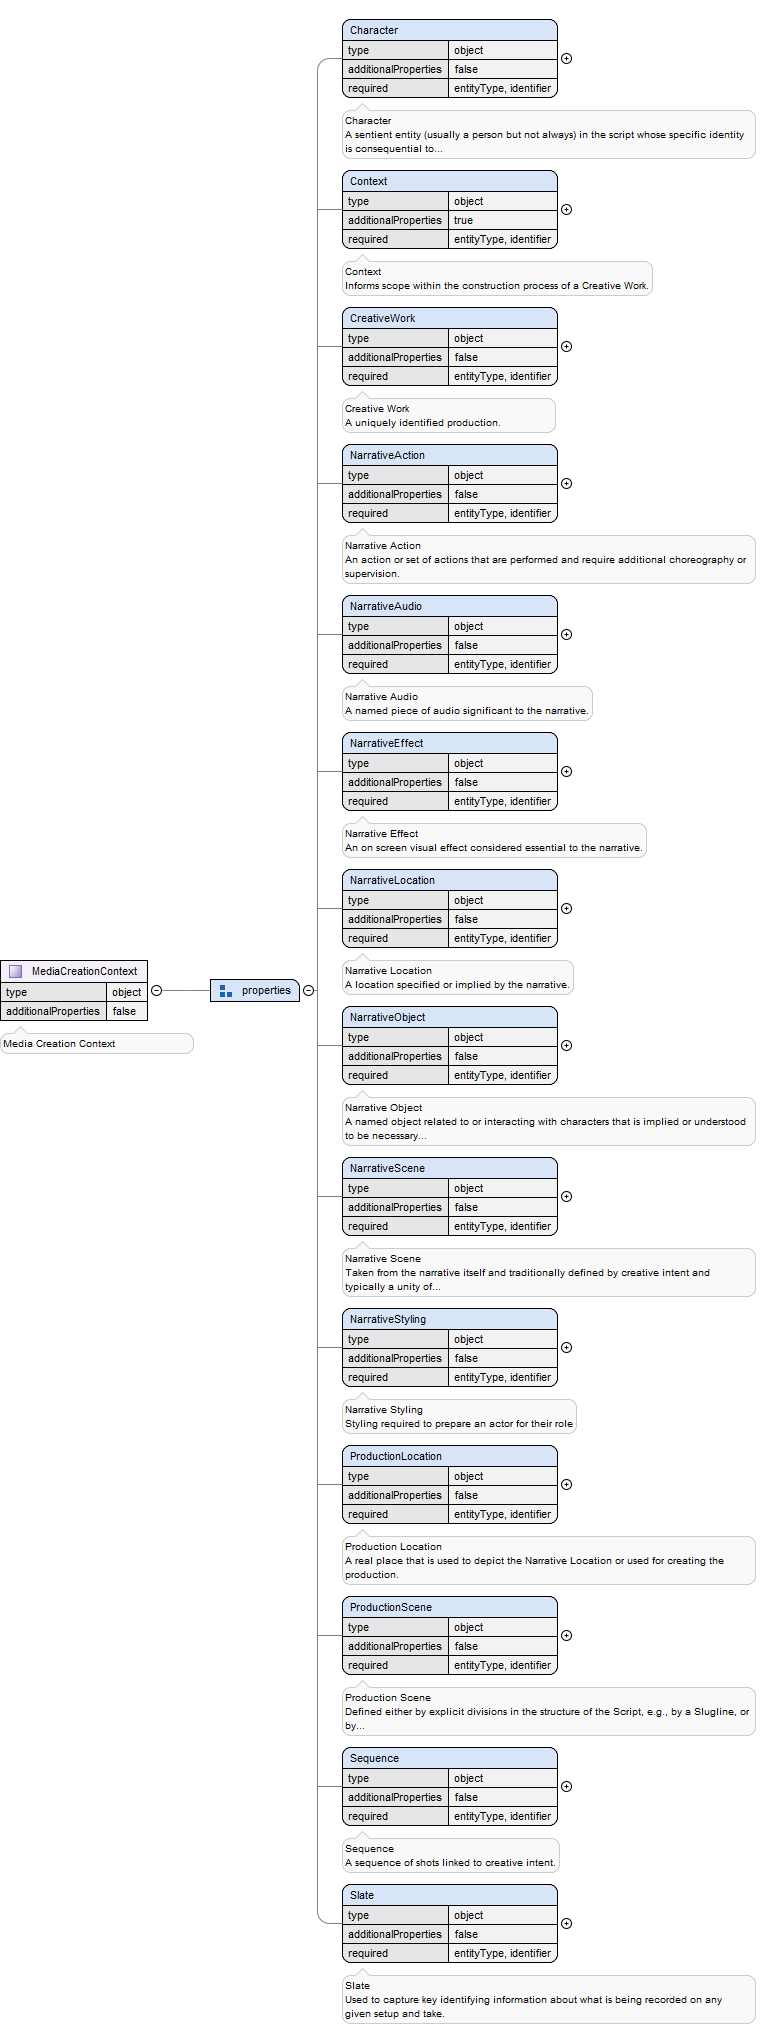 Character
type object
additionalProperties false
required entityType, identifier
Character
A sentient entity (usually a person but not always) in the script whose specific identity
is consequential to...
Context
type object
additionalProperties true
required entityType, identifier
Context
Informs scope within the construction process of a Creative Work.
CreativeWork
type object
additionalProperties false
required entityType, identifier
Creative Work
A uniquely identified production.
NarrativeAction
type object
additionalProperties false
required entityType, identifier
Narrative Action
An action or set of actions that are performed and require additional choreography or
supervision.
NarrativeAudio
type object
additionalProperties false
required entityType, identifier
Narrative Audio
A named piece of audio significant to the narrative.
NarrativeEffect
type object
additionalProperties false
required entityType, identifier
Narrative Effect
An on screen visual effect considered essential to the narrative.
NarrativeLocation
type object
additionalProperties false
required entityType, identifier
Narrative Location
A location specified or implied by the narrative.
MediaCreationContext
type object
additionalProperties false
Media Creation Context
properties
NarrativeObject
type object
additionalProperties false
required entityType, identifier
Narrative Object
A named object related to or interacting with characters that is implied or understood
to be necessary...
NarrativeScene
type object
additionalProperties false
required entityType, identifier
Narrative Scene
Taken from the narrative itself and traditionally defined by creative intent and
typically a unity of...
NarrativeStyling
type object
additionalProperties false
required entityType, identifier
Narrative Styling
Styling required to prepare an actor for their role
ProductionLocation
type object
additionalProperties false
required entityType, identifier
Production Location
A real place that is used to depict the Narrative Location or used for creating the
production.
ProductionScene
type object
additionalProperties false
required entityType, identifier
Production Scene
Defined either by explicit divisions in the structure of the Script, e.g., by a Slugline, or
by...
Sequence
type object
additionalProperties false
required entityType, identifier
Sequence
A sequence of shots linked to creative intent.
Slate
type object
additionalProperties false
required entityType, identifier
Slate
Used to capture key identifying information about what is being recorded on any
given setup and take.